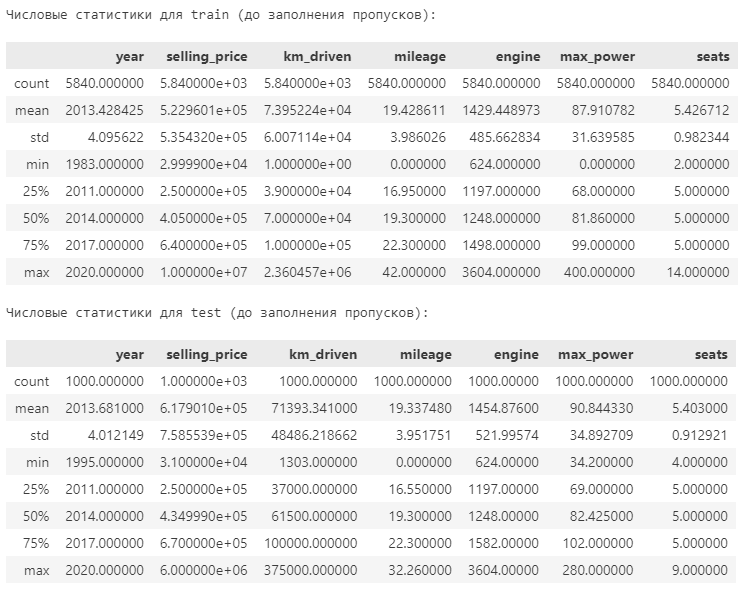 Числовые статистики для train (до заполнения пропусков):
year selling_price km_driven mileage engine max_power seats
count 5840.000000 5.840000e+03 5.840000e+03 5840.000000 5840.000000 5840.000000 5840.000000
mean 2013.428425 5.229601e+05 7.395224e+04 19.428611 1429.448973 87.910782 5.426712
std 4.095622 5.354320e+05 6.007114e+04 3.986026 485.662834 31.639585 0.982344
min 1983.000000 2.999900e+04 1.000000e+00 0.000000 624.000000 0.000000 2.000000
25% 2011.000000 2.500000e+05 3.900000e+04 16.950000 1197.000000 68.000000 5.000000
50% 2014.000000 4.050000e+05 7.000000e+04 19.300000 1248.000000 81.860000 5.000000
75% 2017.000000 6.400000e+05 1.000000e+05 22.300000 1498.000000 99.000000 5.000000
max 2020.000000 1.000000e+07 2.360457e+06 42.000000 3604.000000 400.000000 14.000000
Числовые статистики для test (до заполнения пропусков):
year selling_price km_driven mileage engine max_power seats
count 1000.000000 1.000000e+03 1000.000000 1000.000000 1000.00000 1000.000000 1000.000000
mean 2013.681000 6.179010e+05 71393.341000 19.337480 1454.87600 90.844330 5.403000
std 4.012149 7.585539e+05 48486.218662 3.951751 521.99574 34.892709 0.912921
min 1995.000000 3.100000e+04 1303.000000 0.000000 624.00000 34.200000 4.000000
25% 2011.000000 2.500000e+05 37000.000000 16.550000 1197.00000 69.000000 5.000000
50% 2014.000000 4.349990e+05 61500.000000 19.300000 1248.00000 82.425000 5.000000
75% 2017.000000 6.700000e+05 100000.000000 22.300000 1582.00000 102.000000 5.000000
max 2020.000000 6.000000e+06 375000.000000 32.260000 3604.00000 280.000000 9.000000